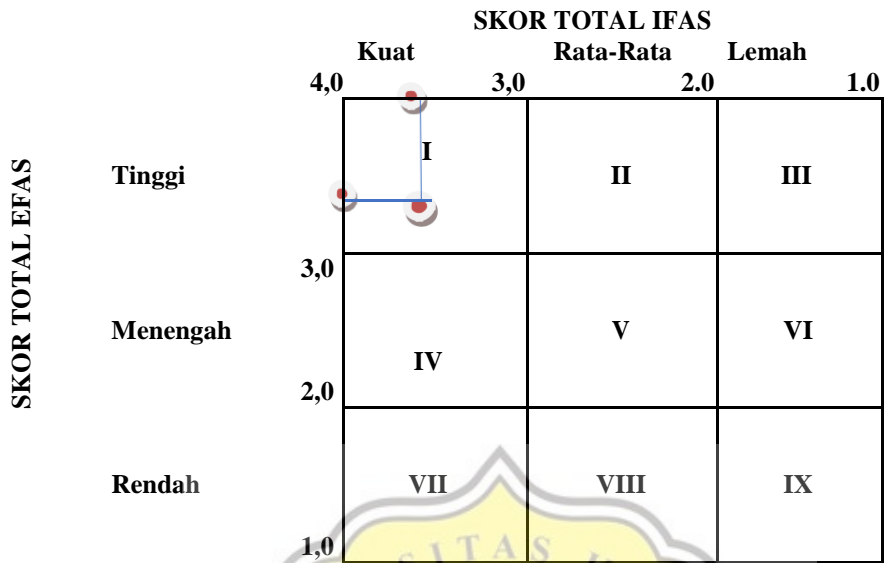 SKOR TOTAL IFAS
Kuat Rata-Rata Lemah
4,0 3,0 2.0 1.0
SKOR TOTAL EFAS
Tinggi I II III
3,0
Menengah IV V VI
2,0
Rendah VII VIII IX
1,0
SITAS